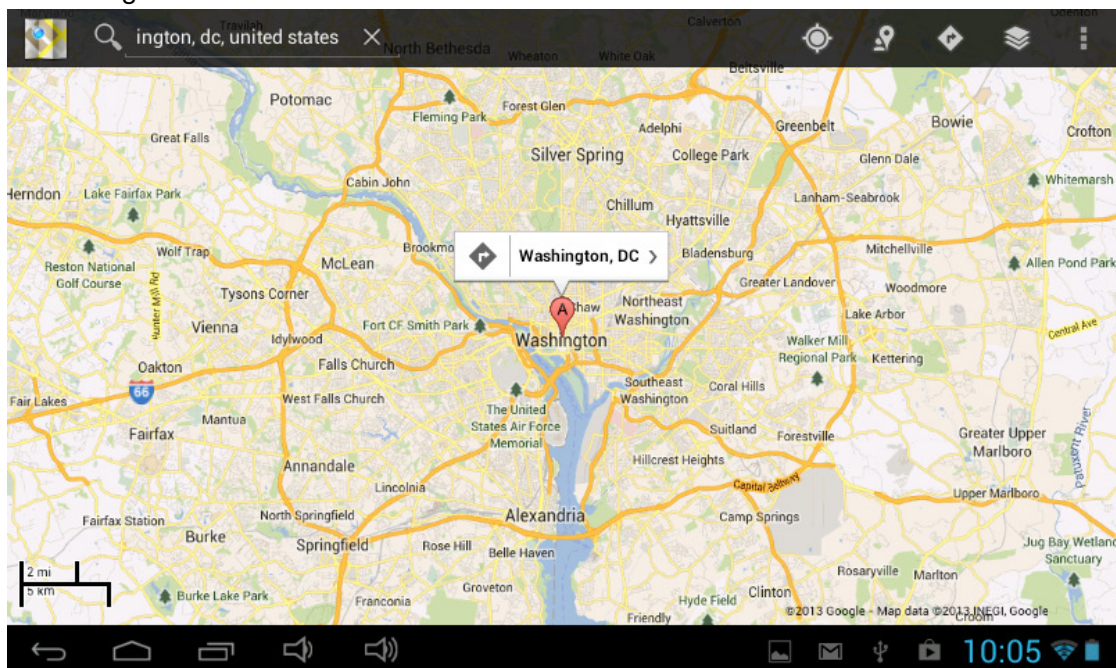 Travilah
Calverton
ington, dc, united states
North Bethesda
Wheaton
White Oak
Beltsville
Potomac
Fleming Park
Forest Glen
Adelphi
Greenbelt
Bowie
Crofton
Great Falls
Silver Spring
College Park
Glenn Dale
Cabin John
Lanham-Seabrook
Whitemarsh
Herndon
Lake Fairfax Park
Chillum
Hyattsville
Wolf Trap
McLean
Washington, DC
Bladensburg
Mitchellville
Allen Pond Park
Reston National
Golf Course
Greater Landover
Woodmore
Tysons Corner
A
Shaw
Northeast
Washington
Lake Arbor
Vienna
Fort CF Smith Park
Washington
Central Ave
Idylwood
Walker Mill
Regional Park
Kettering
Oakton
Falls Church
66
Fair Lakes
West Falls Church
Southeast
Washington
Coral Hills
The United
States Air Force
Memorial
Mantua
Fairfax
Suitland
Forestville
Greater Upper
Marlboro
Patuxent River
Annandale
Hillcrest Heights
Capital Beltway
Lincolnia
Upper Marlboro
Fairfax Station
North Springfield
Alexandria
Camp Springs
Burke
Springfield
Rose Hill
Belle Haven
Jug Bay Wetland
Sanctuary
2 mi
5 km
Rosaryville
Marlton
Burke Lake Park
Groveton
Franconia
Hyde Field
Clinton
©2013 Google - Map data ©2013 INEGI, Google
Croom
Friendly
10:05